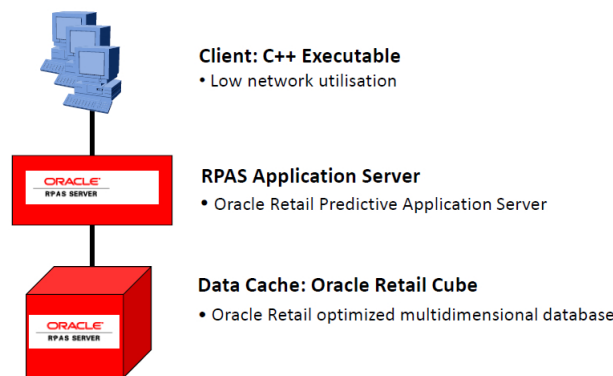 Client: C++ Executable
• Low network utilisation
ORACLE
RPAS SERVER
RPAS Application Server
• Oracle Retail Predictive Application Server
Data Cache: Oracle Retail Cube
• Oracle Retail optimized multidimensional database
ORACLE
RPAS SERVER